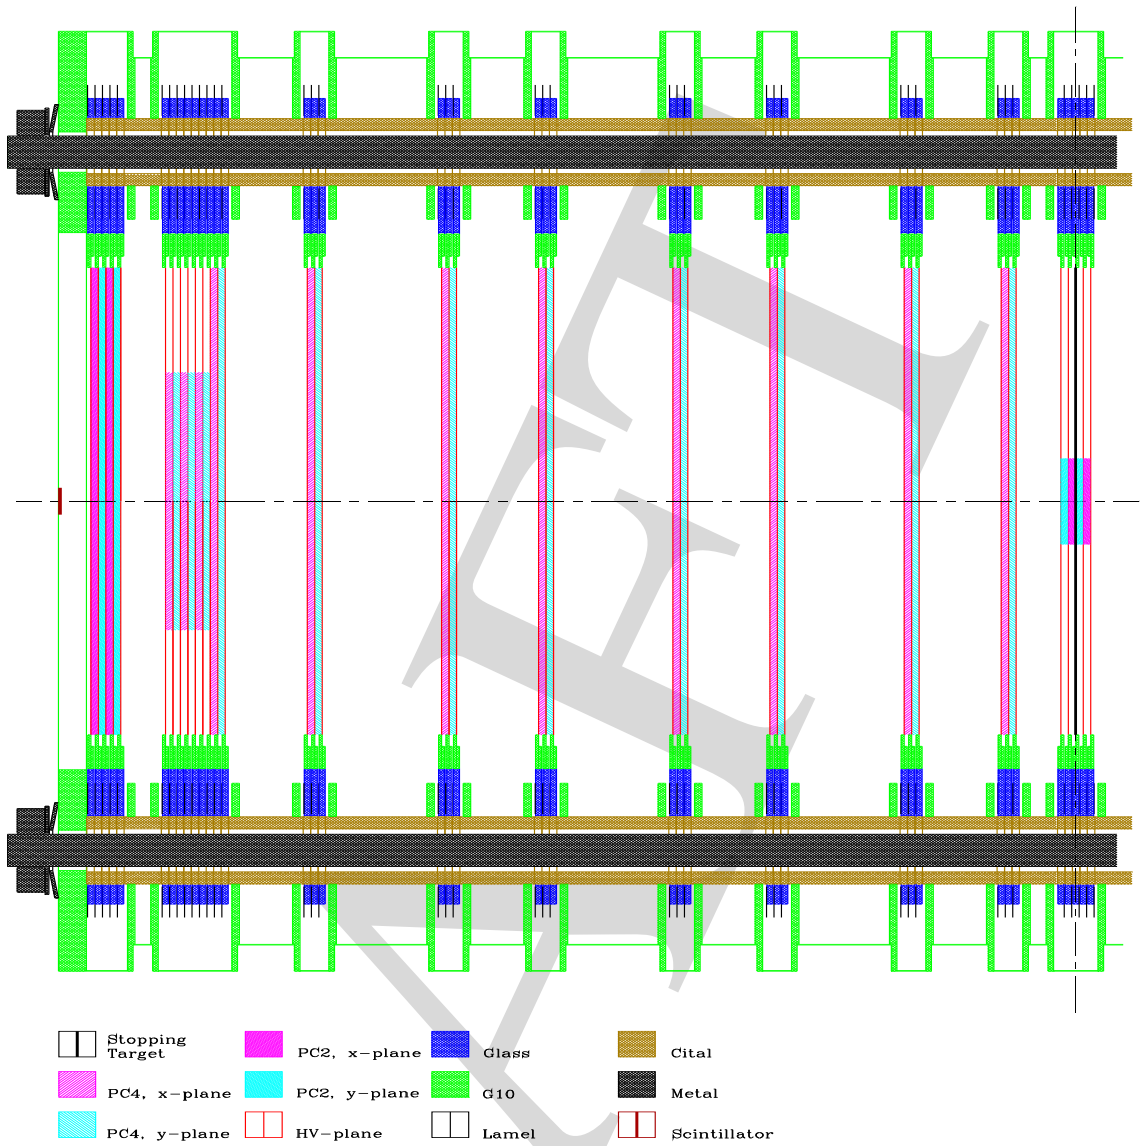 Stopping
Target
PC2, x-plane
Glass
Cital
PC4, x-plane
PC2, y-plane
G10
Metal
PC4, y-plane
HV-plane
Lamel
Scintillator